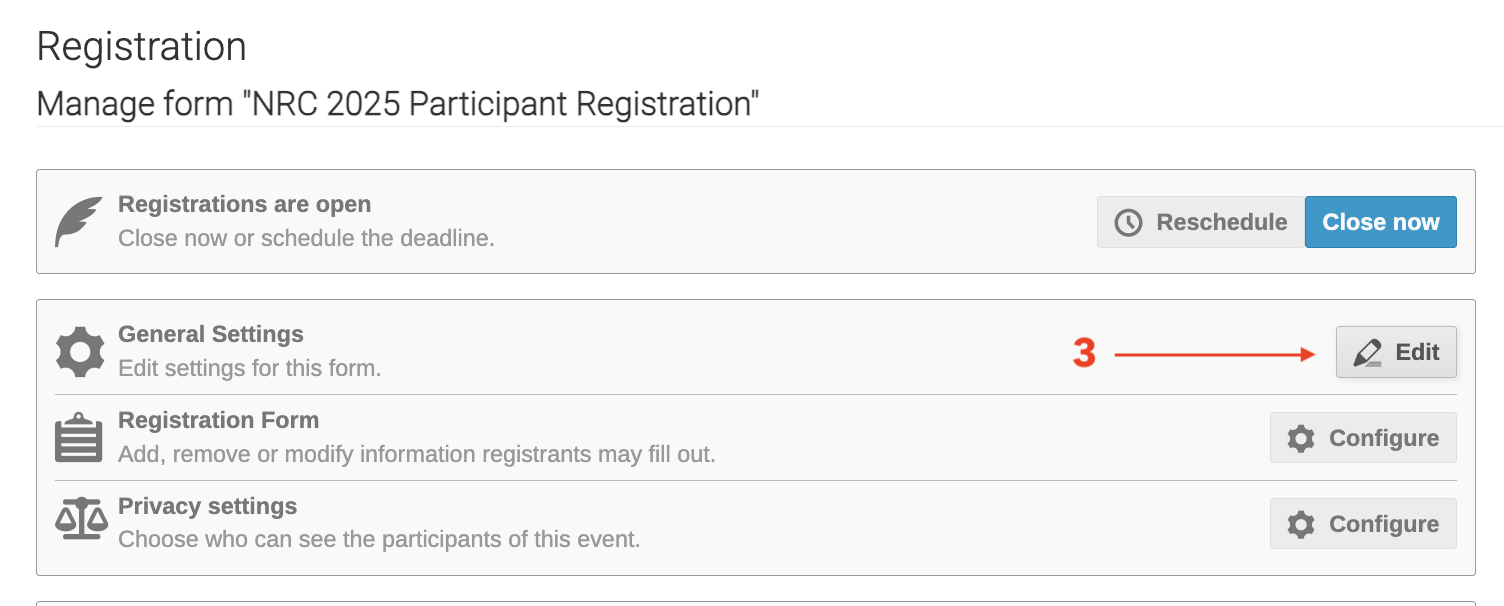 Registration
Manage form "NRC 2025 Participant Registration"
Registrations are open
Close now or schedule the deadline.
Reschedule
Close now
General Settings
Edit settings for this form.
3
Edit
Registration Form
Add, remove or modify information registrants may fill out.
Configure
Privacy settings
Choose who can see the participants of this event.
Configure